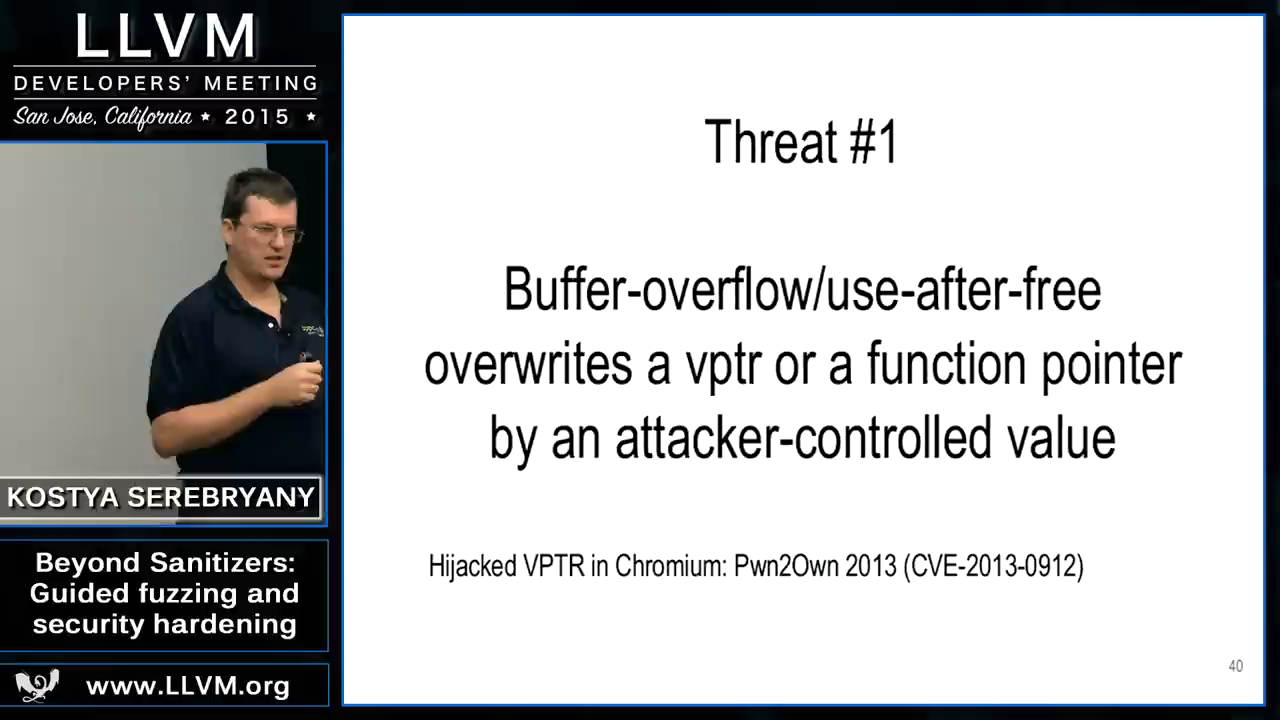 LLVM
DEVELOPERS' MEETING
San Jose, California ★ 2015 ★
KOSTYA SEREBRYANY
Beyond Sanitizers:
Guided fuzzing and
security hardening
www.LLVM.org
Threat #1
Buffer-overflow/use-after-free
overwrites a vptr or a function pointer
by an attacker-controlled value
Hijacked VPTR in Chromium: Pwn2Own 2013 (CVE-2013-0912)
40